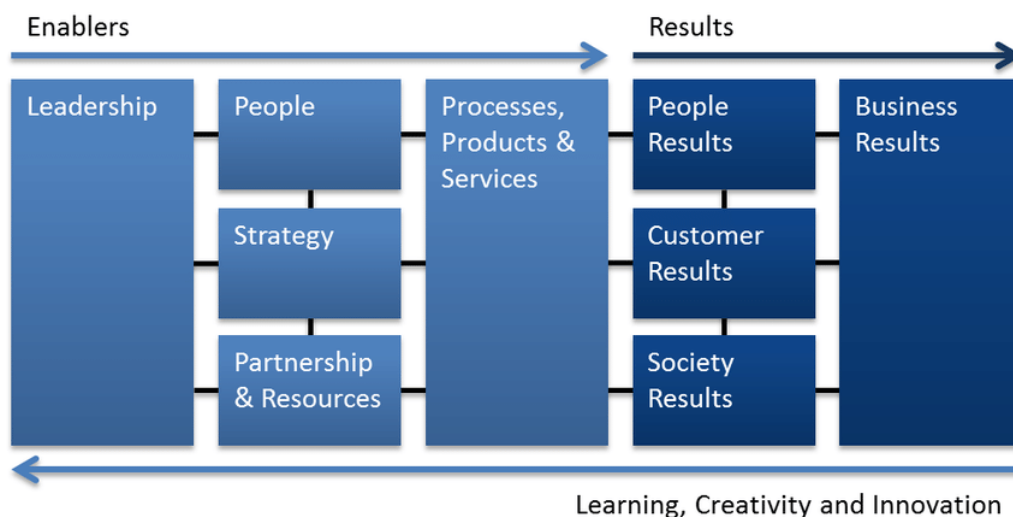 Enablers
Results
Leadership
People
Processes,
Products &
Services
People
Results
Business
Results
Strategy
Customer
Results
Partnership
& Resources
Society
Results
Learning, Creativity and Innovation